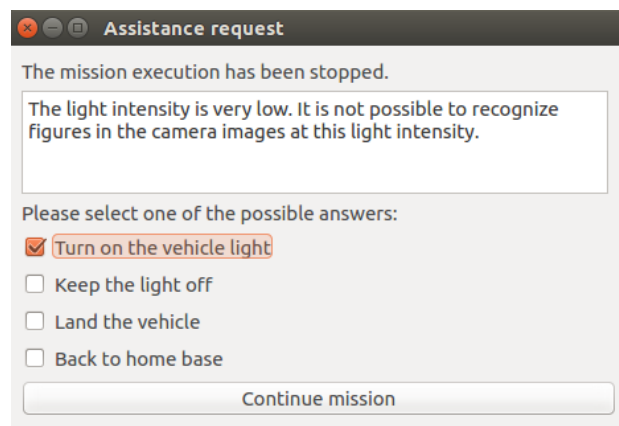 Assistance request
The mission execution has been stopped.
The light intensity is very low. It is not possible to recognize
figures in the camera images at this light intensity.
Please select one of the possible answers:
Turn on the vehicle light
Keep the light off
Land the vehicle
Back to home base
Continue mission